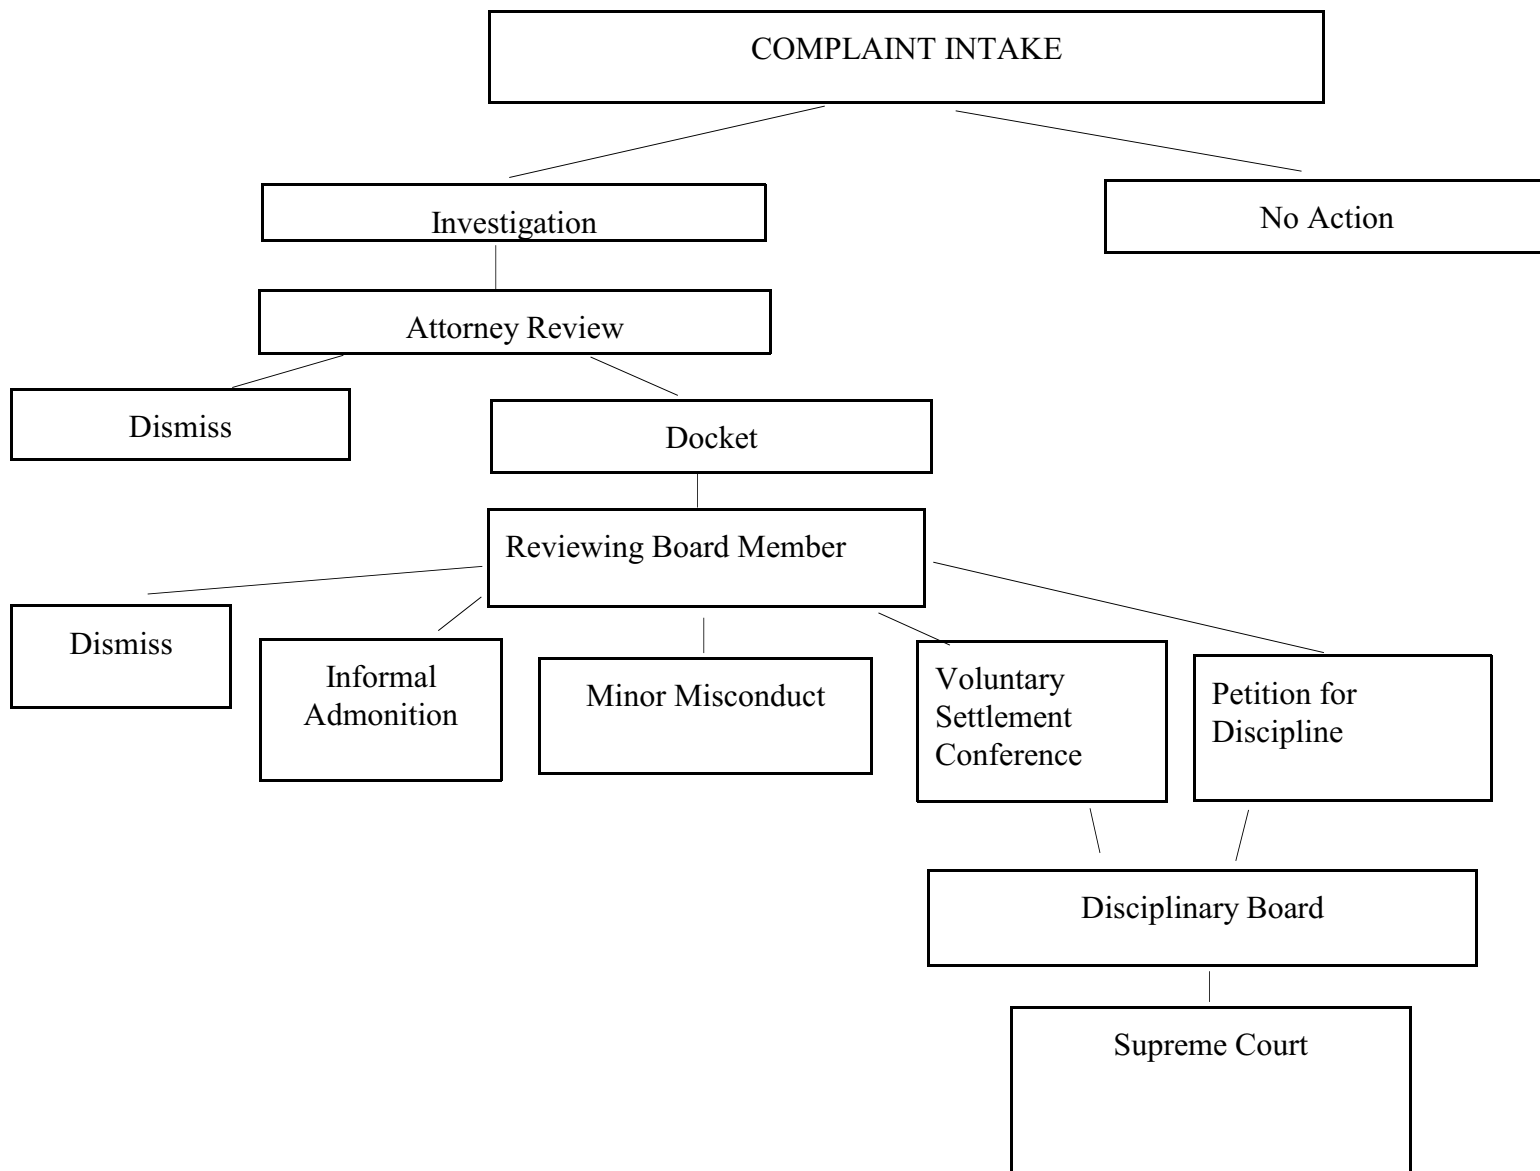 COMPLAINT INTAKE
Investigation
No Action
Attorney Review
Dismiss
Docket
Reviewing Board Member
Dismiss
Informal
Admonition
Minor Misconduct
Voluntary
Settlement
Conference
Petition for
Discipline
Disciplinary Board
Supreme Court